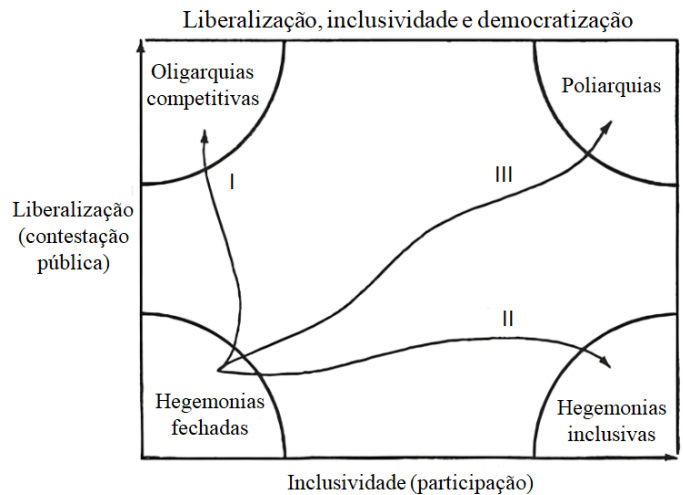 Liberalização, inclusividade e democratização
Oligarquias
competitivas
Poliarquias
I
III
Liberalização
(contestação
pública)
II
Hegemonias
fechadas
Hegemonias
inclusivas
Inclusividade (participação)